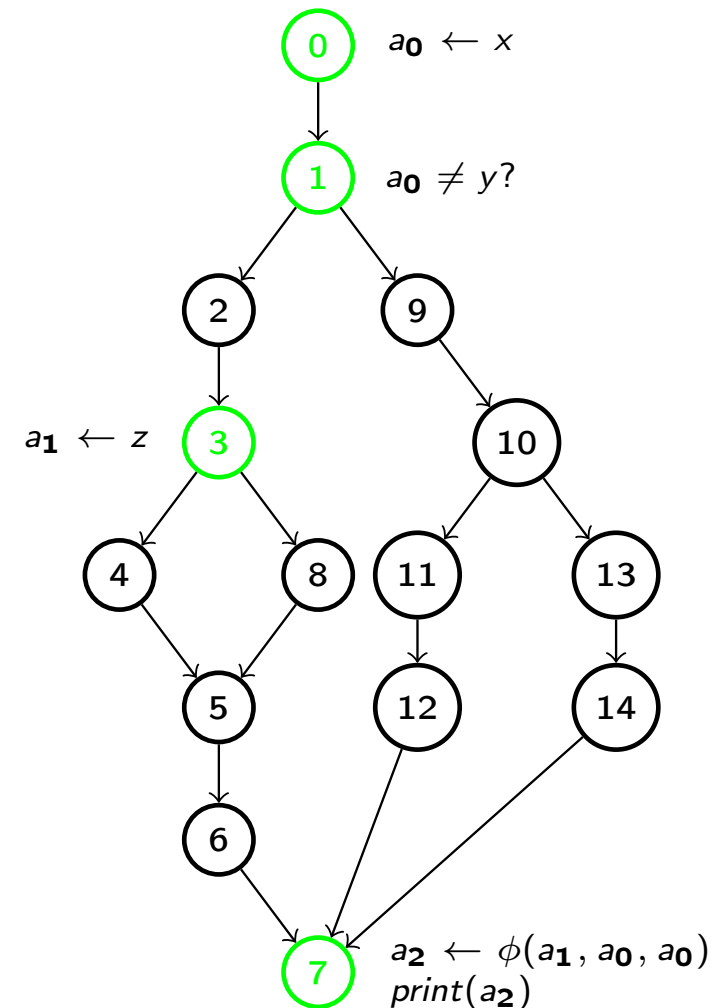 0 a₀ ← x
1 a₀ ≠ y?
2 9
a₁ ← z 3 10
4 8 11 13
5 12 14
6
7 a₂ ← ϕ(a₁, a₀, a₀)
print(a₂)